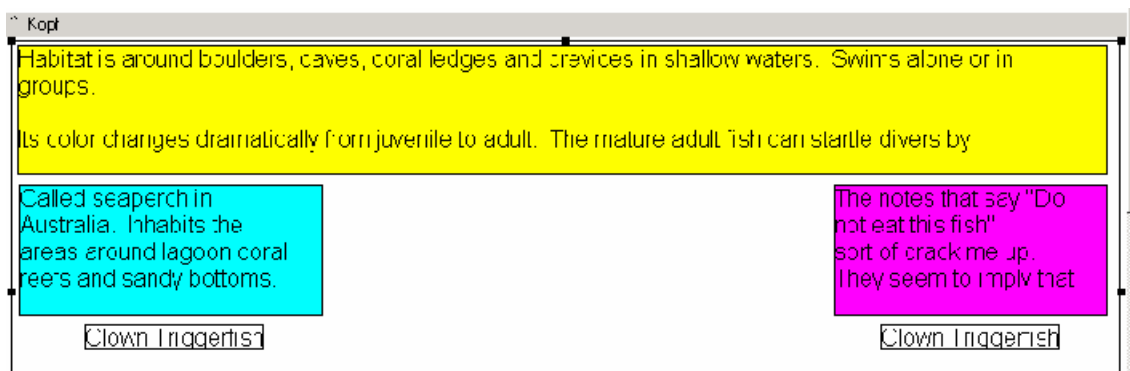 Kopf
Habitat is around boulders, caves, coral ledges and crevices in shallow waters.  Swims alone or in
groups.
Its color changes dramatically from juvenile to adult.  The mature adult fish can startle divers by
Called seaperch in
Australia.  Inhabits the
areas around lagoon coral
reefs and sandy bottoms.
The notes that say "Do
not eat this fish"
sort of crack me up.
They seem to imply that
Clown Triggerfish
Clown Triggerfish